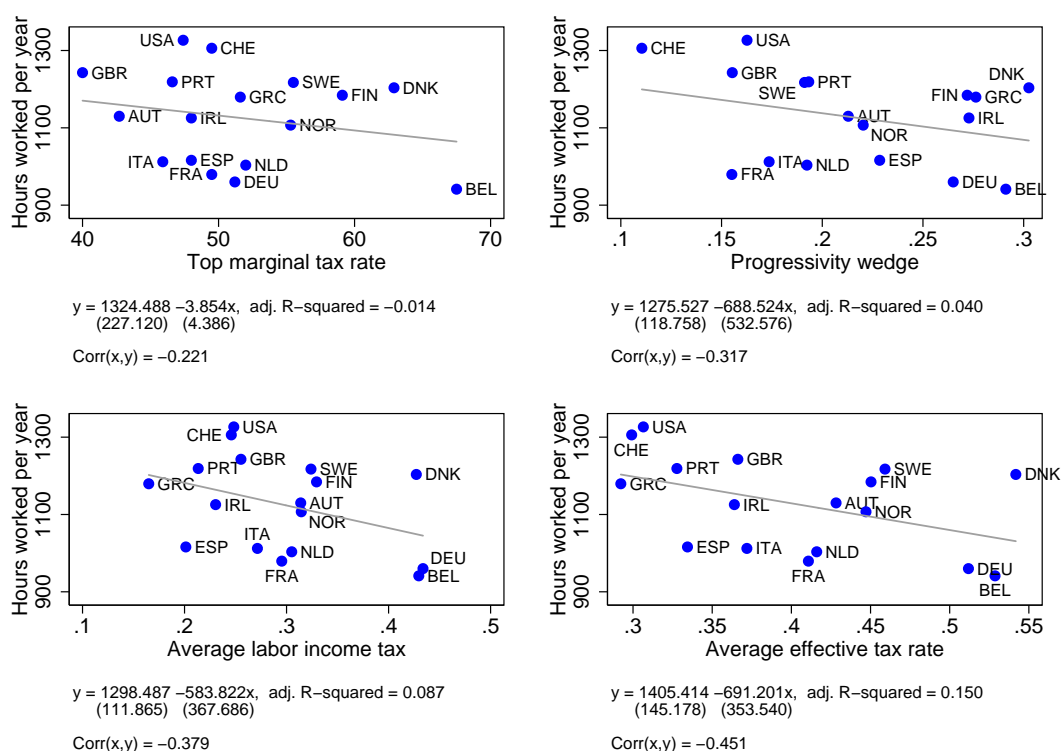 Hours worked per year
900 1100 1300
USA CHE
GBR PRT SWE DNK
GRC FIN
AUT IRL NOR
ITA ESP NLD
FRA DEU BEL
40 50 60 70
Top marginal tax rate
y = 1324.488 −3.854x, adj. R−squared = −0.014
(227.120) (4.386)
Corr(x,y) = −0.221
Hours worked per year
900 1100 1300
CHE USA
GBR PRT DNK
SWE FIN GRC
AUT IRL
NOR
ITA NLD ESP
FRA DEU BEL
.1 .15 .2 .25 .3
Progressivity wedge
y = 1275.527 −688.524x, adj. R−squared = 0.040
(118.758) (532.576)
Corr(x,y) = −0.317
Hours worked per year
900 1100 1300
CHE USA
PRT GBR SWE DNK
GRC FIN
IRL AUT
NOR
ESP ITA NLD DEU
FRA BEL
.1 .2 .3 .4 .5
Average labor income tax
y = 1298.487 −583.822x, adj. R−squared = 0.087
(111.865) (367.686)
Corr(x,y) = −0.379
Hours worked per year
900 1100 1300
USA
CHE
PRT GBR SWE DNK
GRC FIN
IRL AUT NOR
ESP ITA NLD
FRA DEU
BEL
.3 .35 .4 .45 .5 .55
Average effective tax rate
y = 1405.414 −691.201x, adj. R−squared = 0.150
(145.178) (353.540)
Corr(x,y) = −0.451